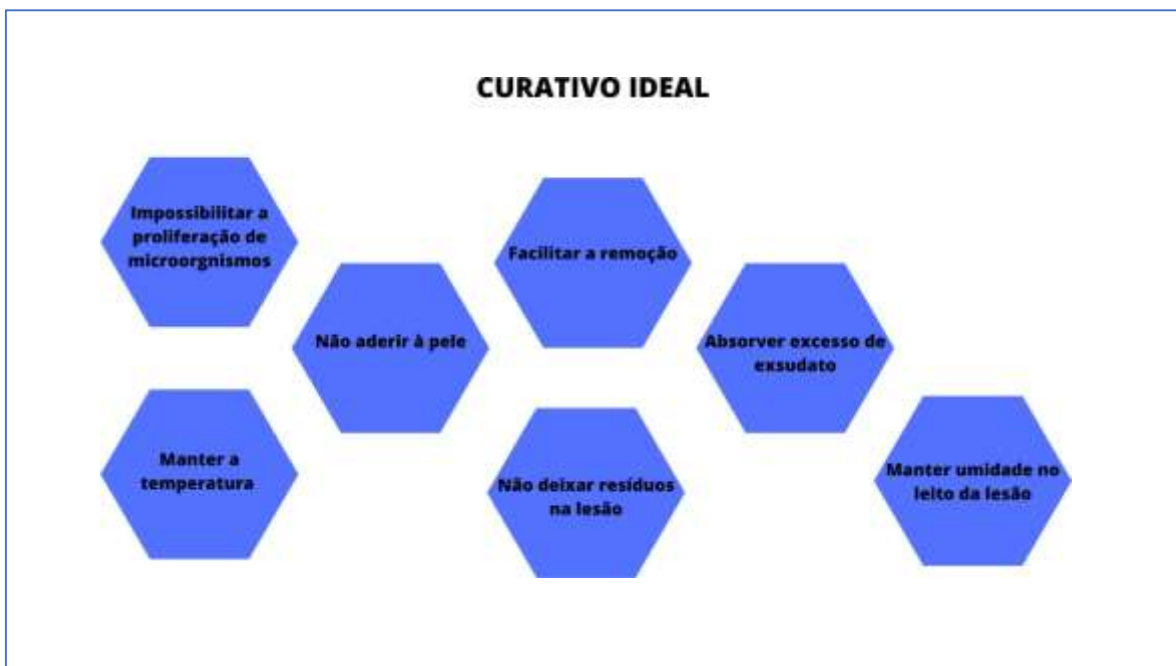 CURATIVO IDEAL
Impossibilitar a
proliferação de
microorgnismos
Facilitar a remoção
Não aderir à pele
Absorver excesso de
exsudato
Manter a
temperatura
Não deixar resíduos
na lesão
Manter umidade no
leito da lesão